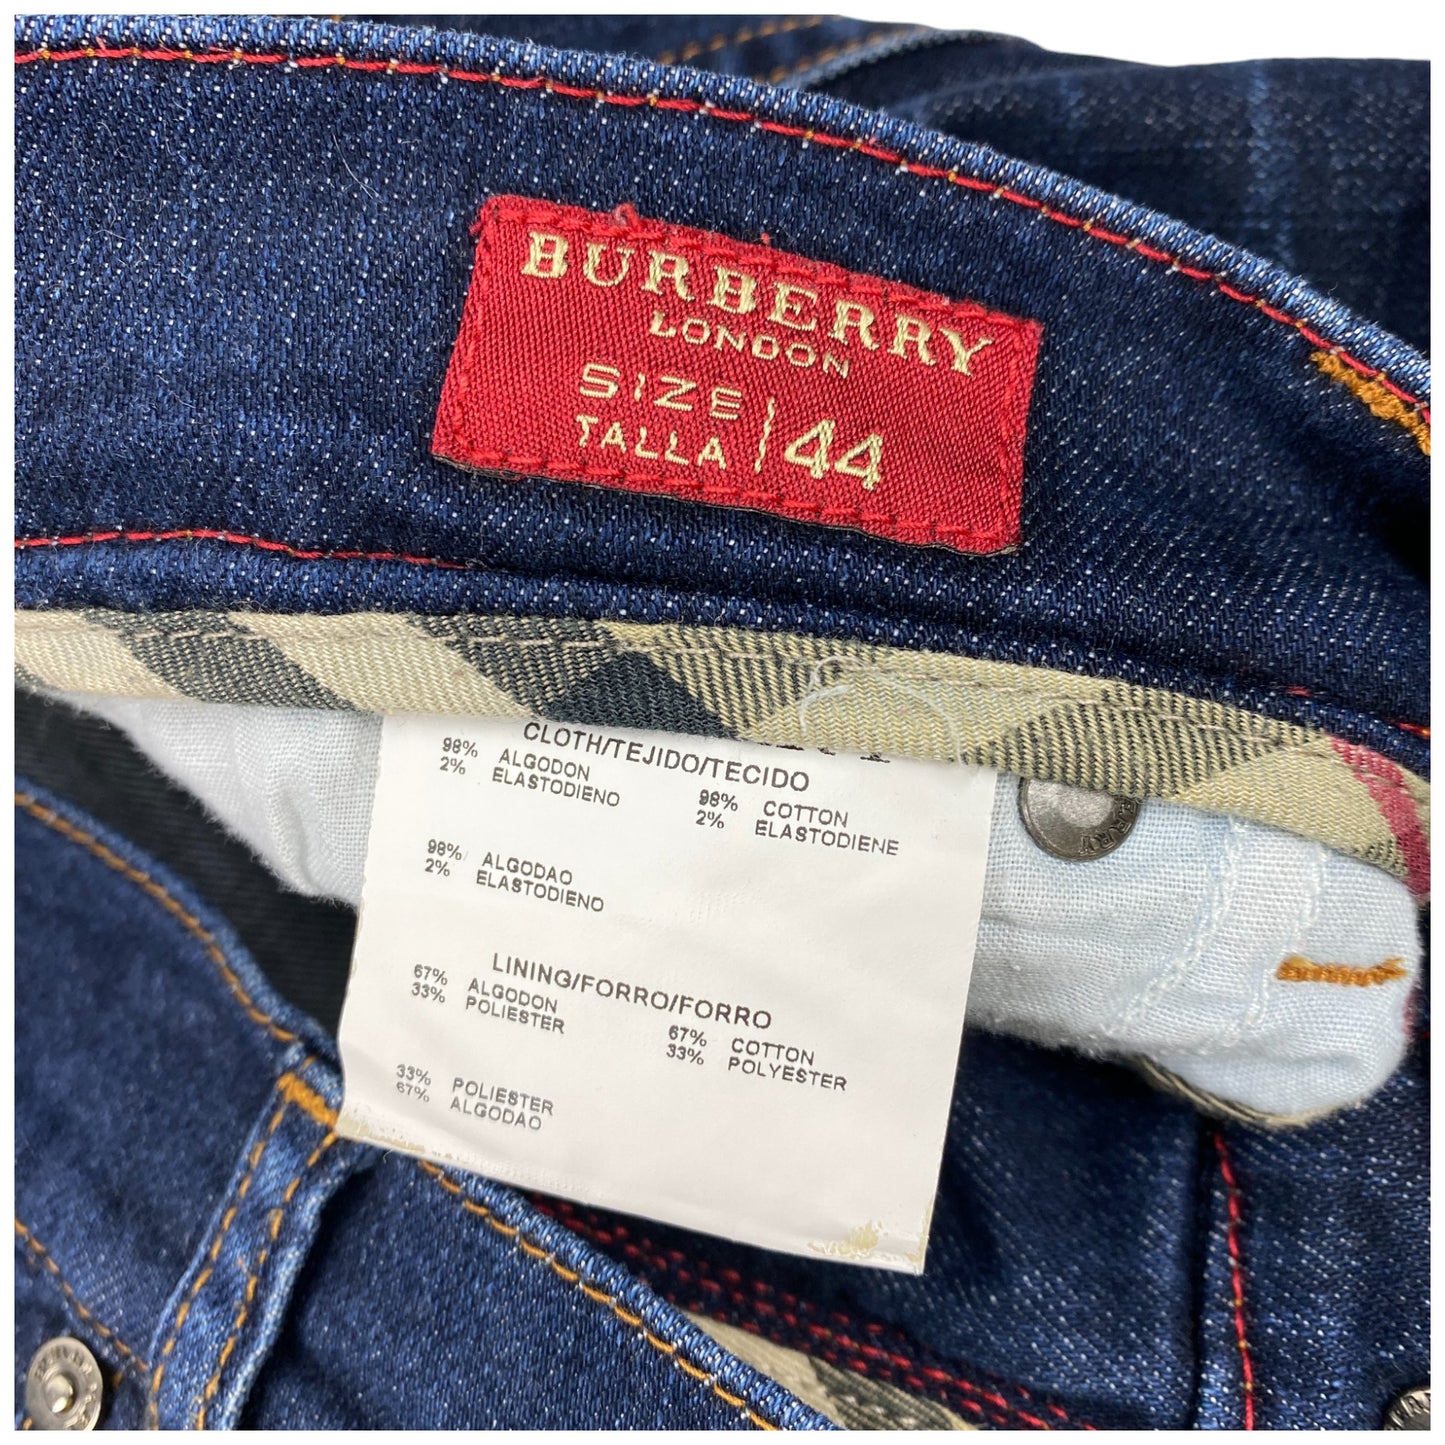 BURBERRY
LONDON
SIZE
TALLA
44
CLOTH/TEJIDO/TECIDO
98% ALGODON
2% ELASTODIENO
98% COTTON
2% ELASTODIENE
98% ALGODAO
2% ELASTODIENO
LINING/FORRO/FORRO
67% ALGODON
33% POLIESTER
67% COTTON
33% POLYESTER
33% POLIESTER
67% ALGODAO